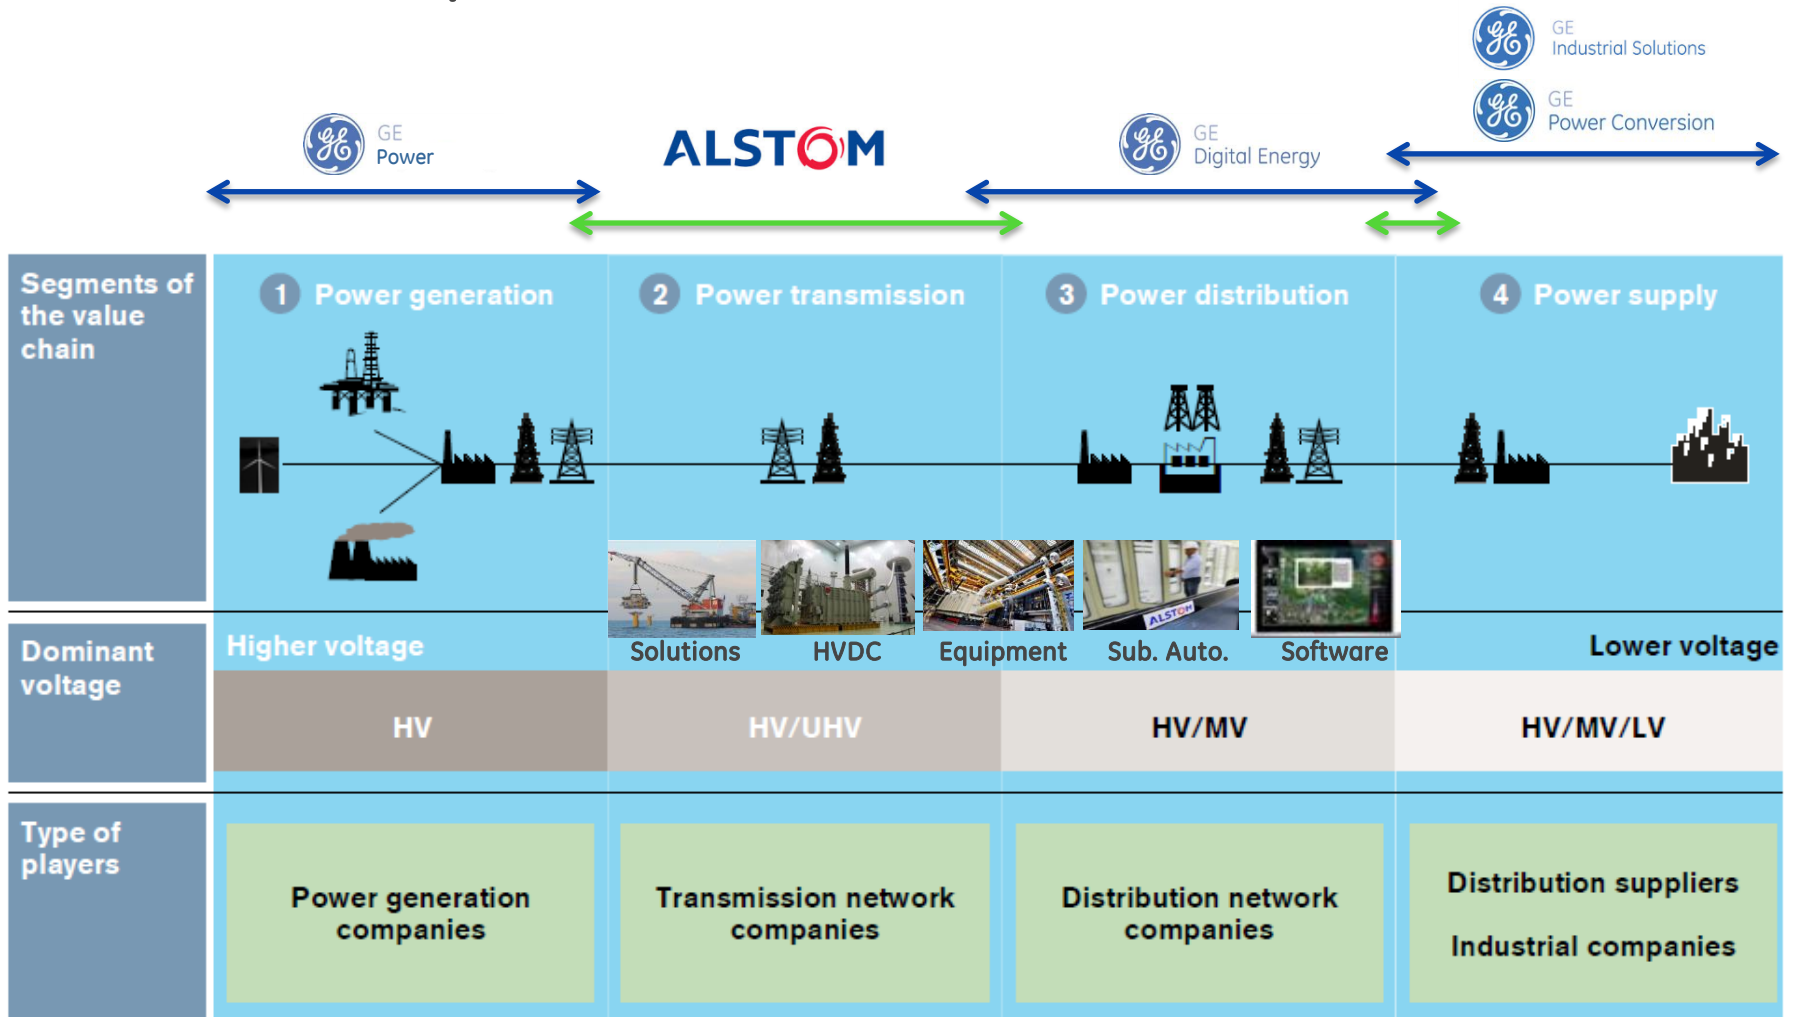 GE
Industrial Solutions
GE
Power Conversion
GE
Power
ALSTOM
GE
Digital Energy
Segments of
the value
chain
1 Power generation
2 Power transmission
3 Power distribution
4 Power supply
ALSTOM
Solutions
HVDC
Equipment
Sub. Auto.
Software
Dominant
voltage
Higher voltage
Lower voltage
HV
HV/UHV
HV/MV
HV/MV/LV
Type of
players
Power generation
companies
Transmission network
companies
Distribution network
companies
Distribution suppliers
Industrial companies